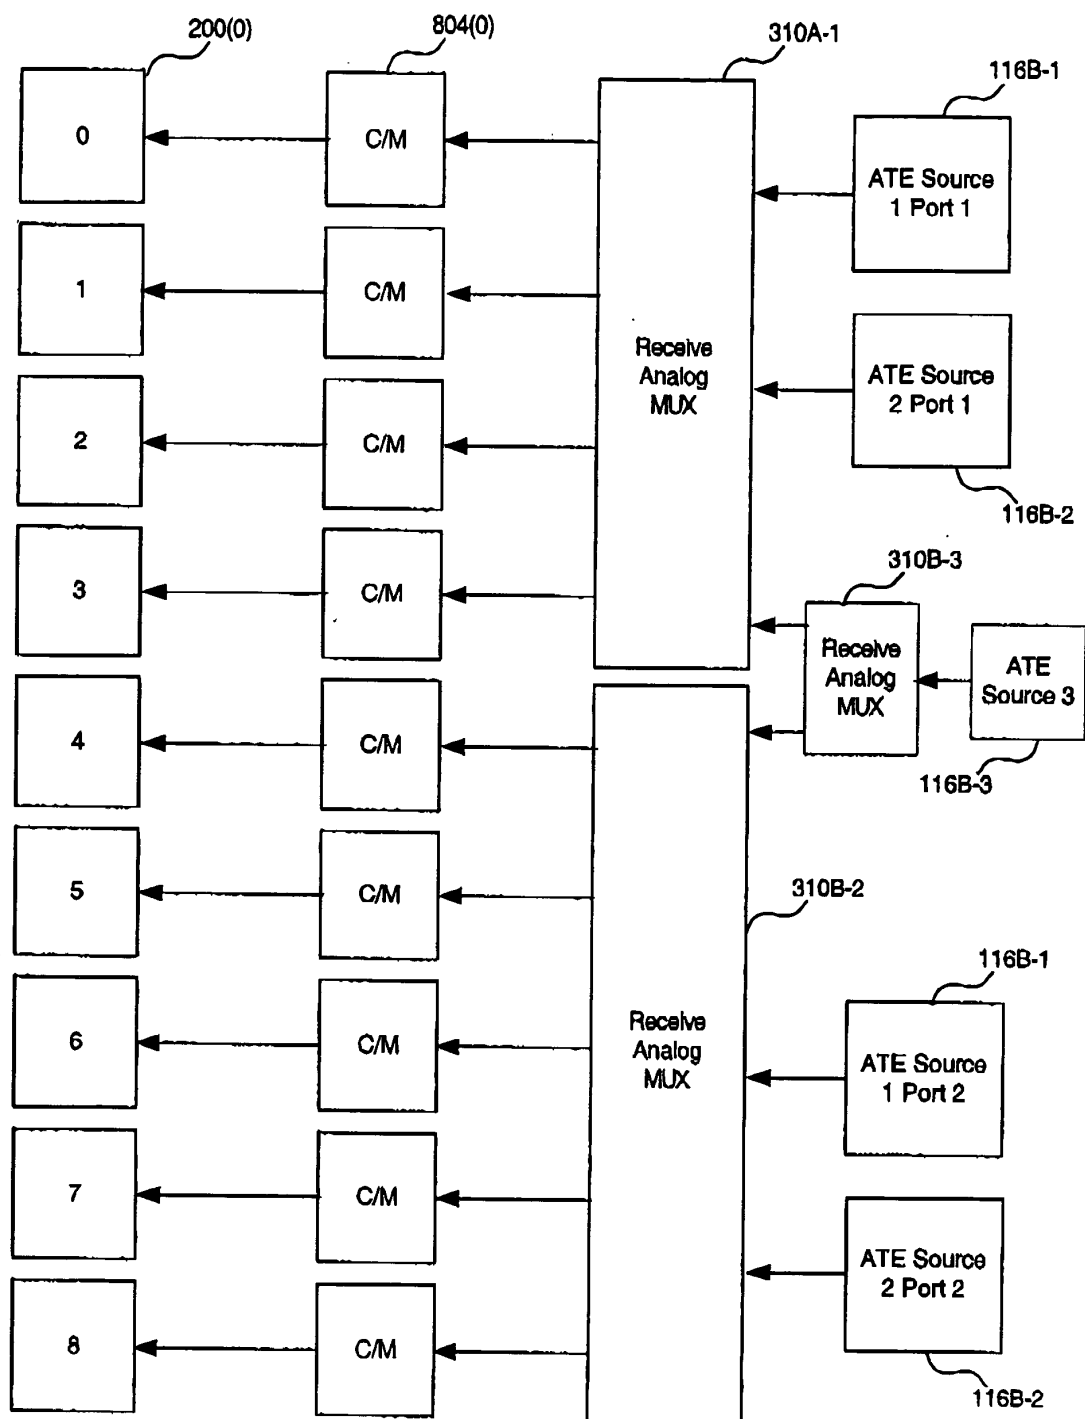 200(0)
804(0)
310A-1
116B-1
0
C/M
ATE Source
1 Port 1
1
C/M
Receive
Analog
MUX
ATE Source
2 Port 1
2
C/M
116B-2
310B-3
3
C/M
Receive
Analog
MUX
ATE
Source 3
4
C/M
116B-3
5
C/M
310B-2
116B-1
6
C/M
Receive
Analog
MUX
ATE Source
1 Port 2
7
C/M
ATE Source
2 Port 2
8
C/M
116B-2